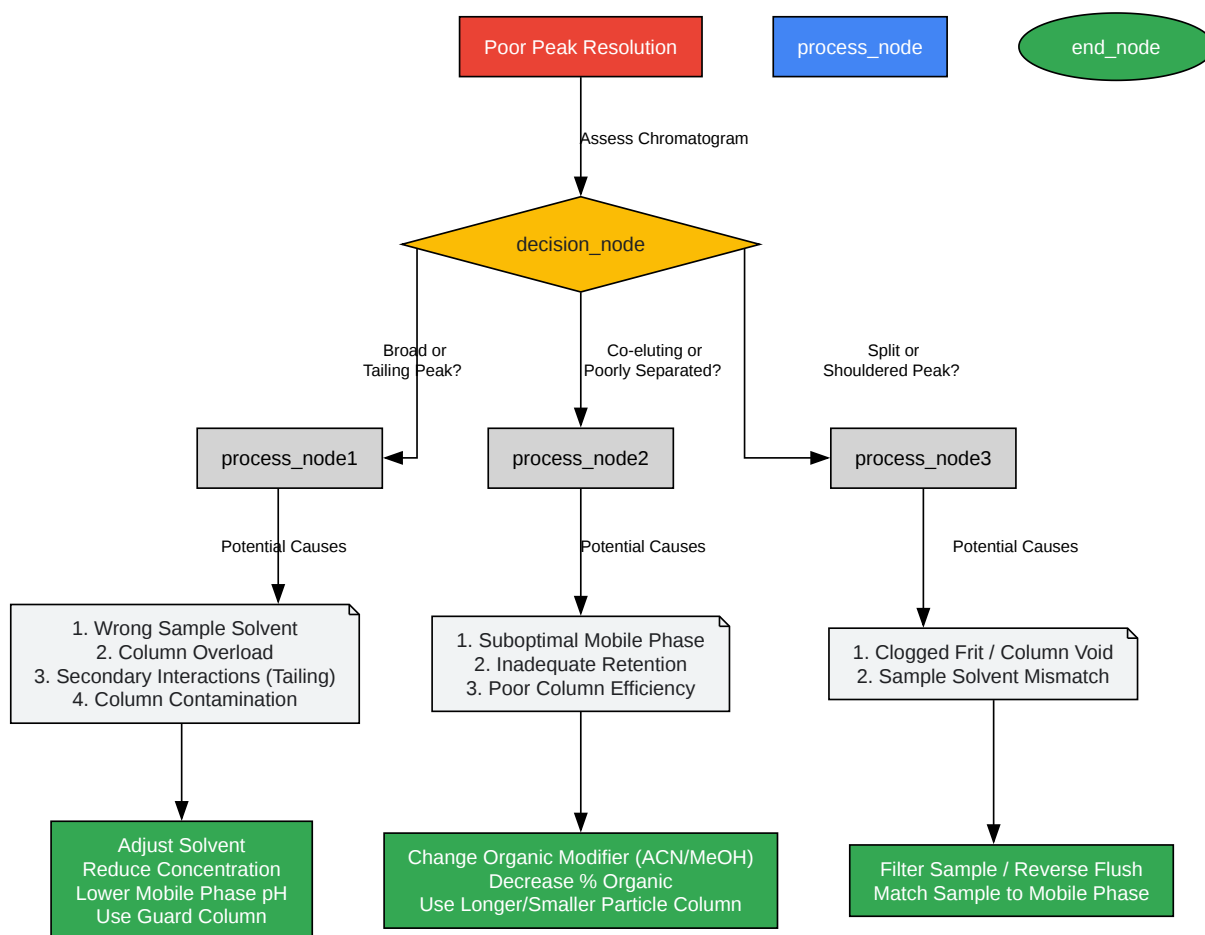 Poor Peak Resolution
process_node
end_node
Assess Chromatogram
decision_node
Broad or
Tailing Peak?
Co-eluting or
Poorly Separated?
Split or
Shouldered Peak?
process_node1
process_node2
process_node3
Potential Causes
Potential Causes
Potential Causes
1. Wrong Sample Solvent
2. Column Overload
3. Secondary Interactions (Tailing)
4. Column Contamination
1. Suboptimal Mobile Phase
2. Inadequate Retention
3. Poor Column Efficiency
1. Clogged Frit / Column Void
2. Sample Solvent Mismatch
Adjust Solvent
Reduce Concentration
Lower Mobile Phase pH
Use Guard Column
Change Organic Modifier (ACN/MeOH)
Decrease % Organic
Use Longer/Smaller Particle Column
Filter Sample / Reverse Flush
Match Sample to Mobile Phase